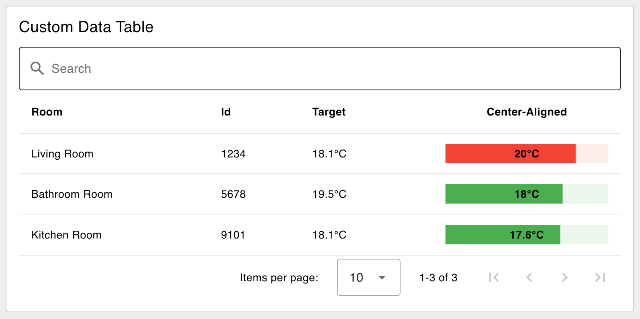 Custom Data Table
Search
Room Id Target Center-Aligned
Living Room 1234 18.1°C 20°C
Bathroom Room 5678 19.5°C 18°C
Kitchen Room 9101 18.1°C 17.6°C
Items per page: 10 1-3 of 3